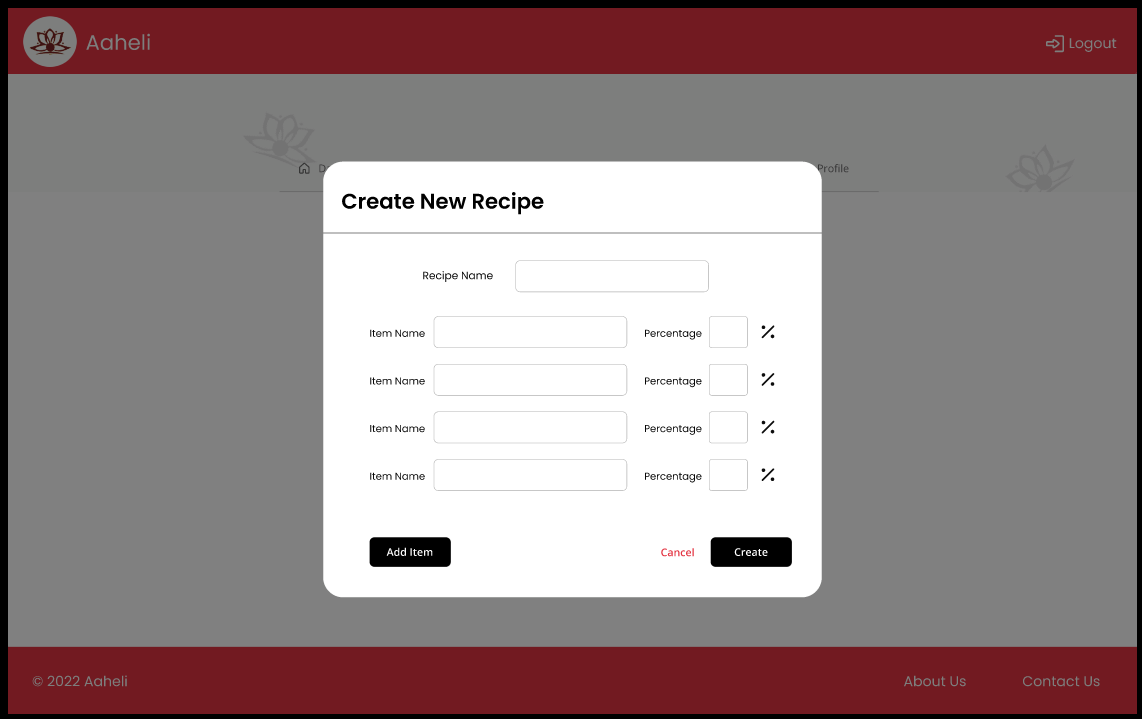 Aaheli
Logout
Profile
Create New Recipe
Recipe Name
Item Name Percentage %
Item Name Percentage %
Item Name Percentage %
Item Name Percentage %
Add Item Cancel Create
© 2022 Aaheli
About Us Contact Us